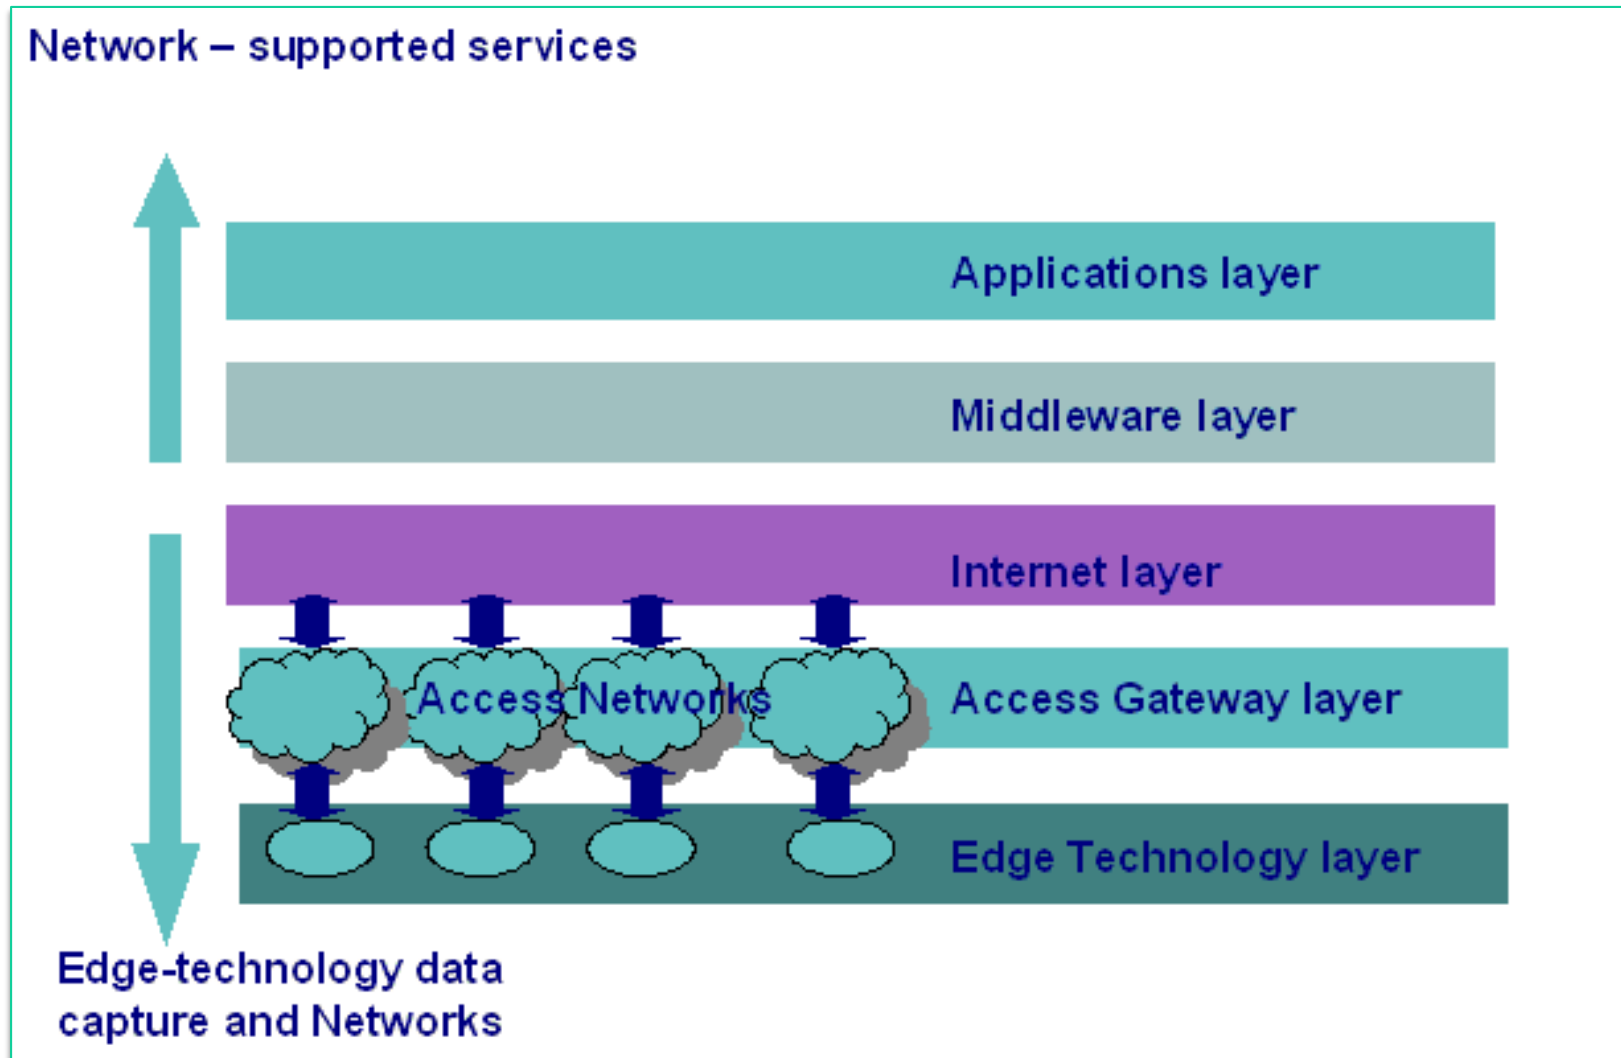 Network – supported services
Applications layer
Middleware layer
Internet layer
Access Networks
Access Gateway layer
Edge Technology layer
Edge-technology data
capture and Networks